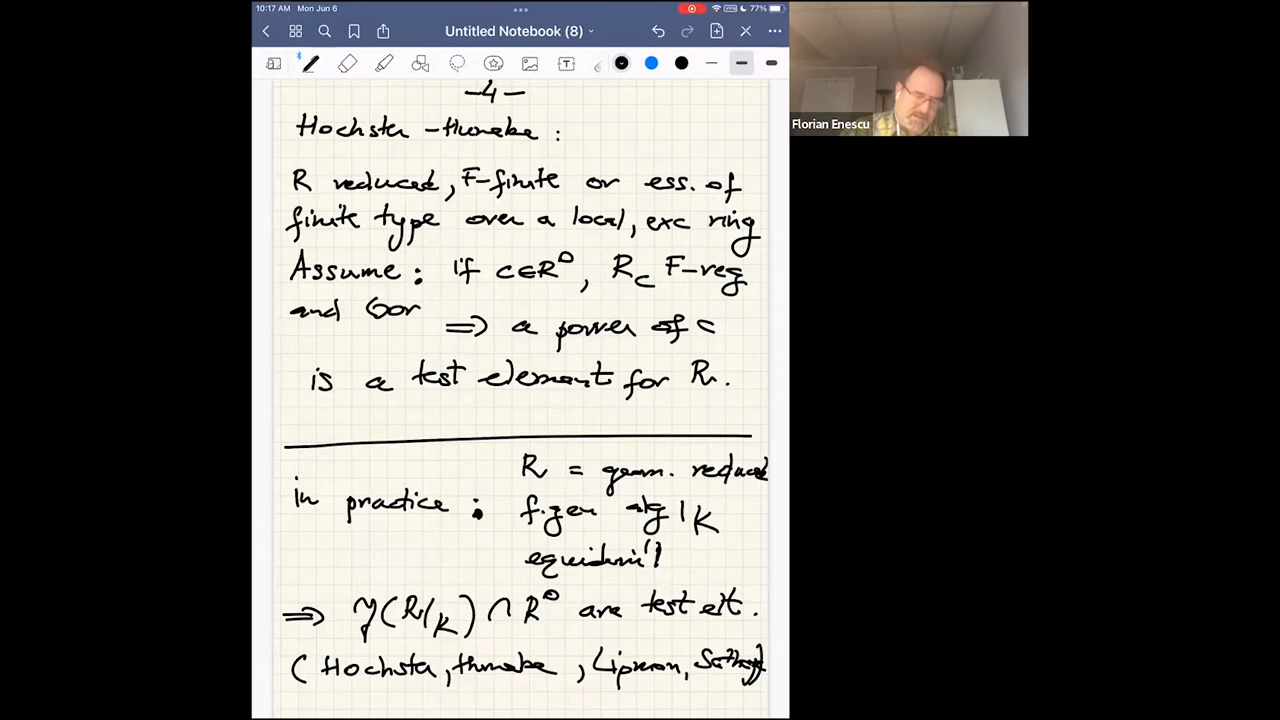 10:17 AM Mon Jun 6
77%
Untitled Notebook (8)
Florian Enescu
-4-
Hochster - Huneke :
R reduced, F-finite or ess. of
finite type over a local, exc ring
Assume : if c∈R⁰, R_c F-reg
and Gor ⟹ a power of c
is a test element for R.
R = geom. reduced
in practice : f.gen alg / K
equidim'l
⟹ J(R/K) ∩ R⁰ are test elt.
(Hochster, Huneke, Lipman, Sathaye)